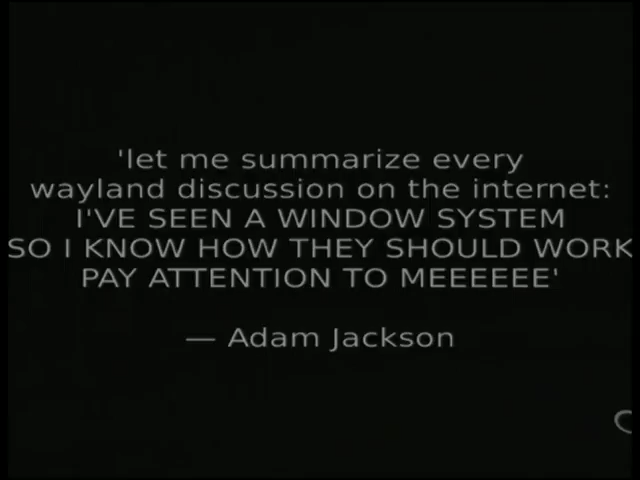 'let me summarize every
wayland discussion on the internet:
I'VE SEEN A WINDOW SYSTEM
SO I KNOW HOW THEY SHOULD WORK
PAY ATTENTION TO MEEEEEE'
— Adam Jackson